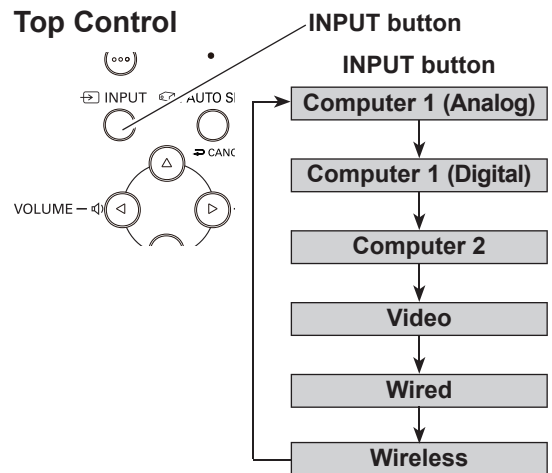 Top Control
INPUT button
INPUT button
INPUT
AUTO
VOLUME –
Computer 1 (Analog)
Computer 1 (Digital)
Computer 2
Video
Wired
Wireless